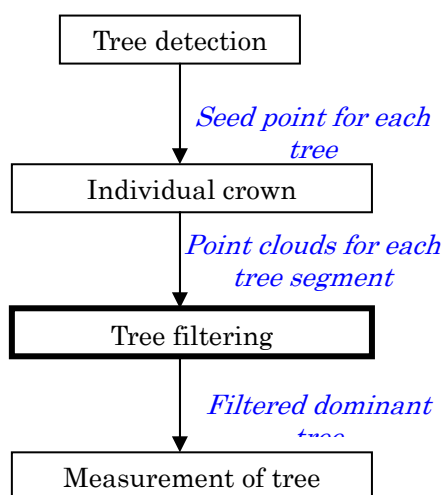 Tree detection
Seed point for each
tree
Individual crown
Point clouds for each
tree segment
Tree filtering
Filtered dominant
tree
Measurement of tree